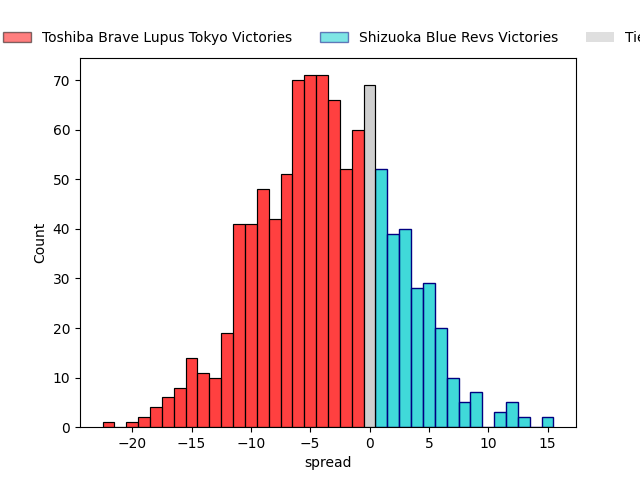 Toshiba Brave Lupus Tokyo Victories Shizuoka Blue Revs Victories Tie
70
60
50
40
30
20
10
0
Count
−20 −15 −10 −5 0 5 10 15
spread